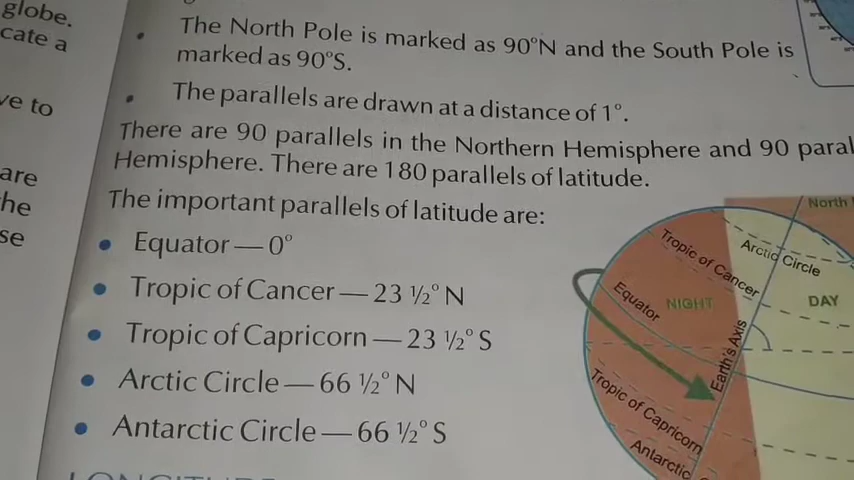 globe.
cate a
ve to
are
he
se
• The North Pole is marked as 90°N and the South Pole is
marked as 90°S.
• The parallels are drawn at a distance of 1°.
There are 90 parallels in the Northern Hemisphere and 90 paral
Hemisphere. There are 180 parallels of latitude.
The important parallels of latitude are:
• Equator — 0°
• Tropic of Cancer — 23 ½° N
• Tropic of Capricorn — 23 ½° S
• Arctic Circle — 66 ½° N
• Antarctic Circle — 66 ½° S
North
Arctic Circle
Tropic of Cancer
Equator
NIGHT
DAY
Earth's Axis
Tropic of Capricorn
Antarctic